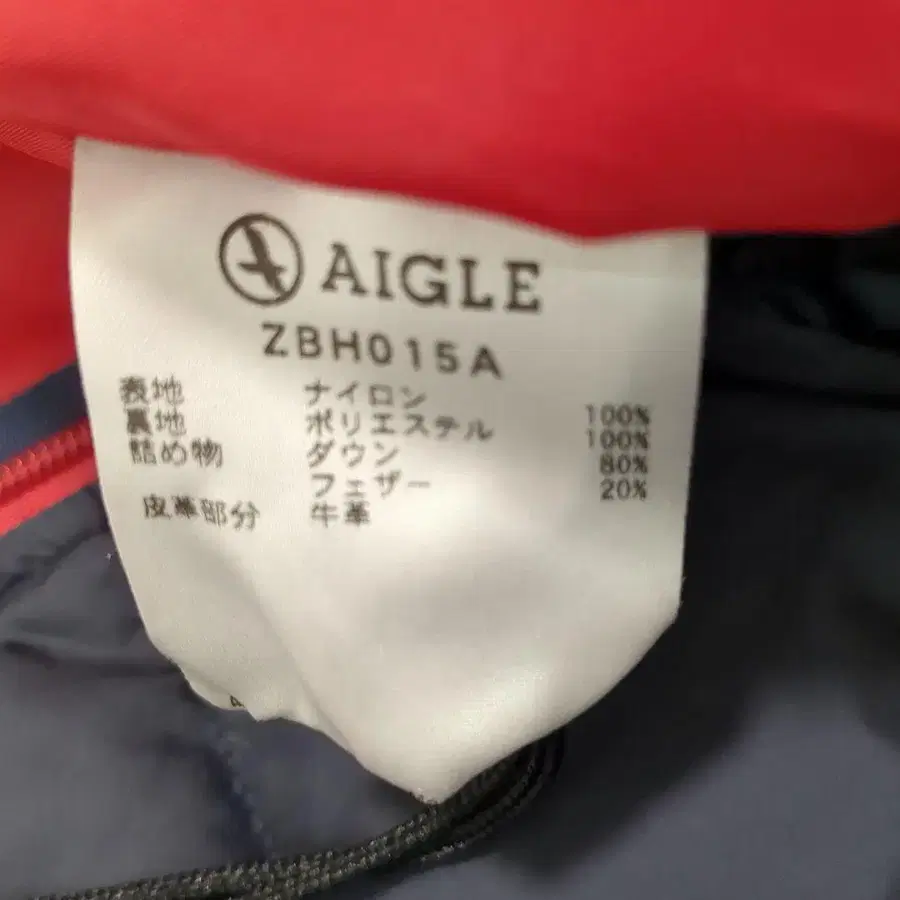 AIGLE
ZBH015A
表地 ナイロン 100%
裏地 ポリエステル 100%
詰め物 ダウン 80%
フェザー 20%
皮革部分 牛革